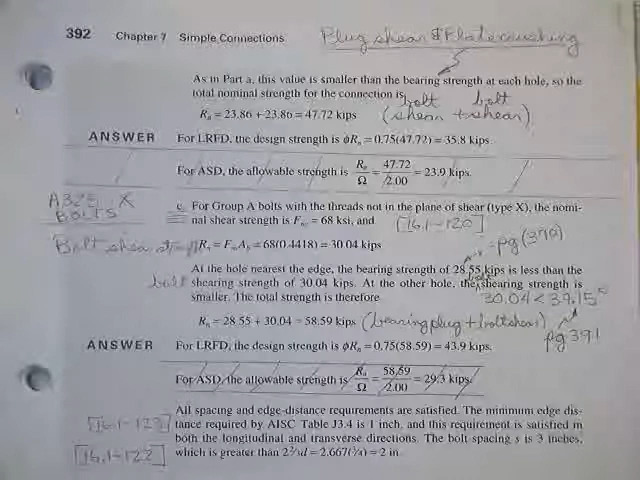 392 Chapter 7 Simple Connections Plug shear & Plate crushing
As in Part a, this value is smaller than the bearing strength at each hole, so the
total nominal strength for the connection is
bolt bolt
Rₙ = 23.86 + 23.86 = 47.72 kips (shear + shear)
ANSWER For LRFD, the design strength is ϕRₙ = 0.75(47.72) = 35.8 kips.
For ASD, the allowable strength is Rₙ/Ω = 47.72/2.00 = 23.9 kips.
A325 X
BOLTS
c. For Group A bolts with the threads not in the plane of shear (type X), the nomi-
nal shear strength is Fₙᵥ = 68 ksi, and [16.1-120]
pg (390)
Bolt shear Rₙ = FₙᵥA_b = 68(0.4418) = 30.04 kips
At the hole nearest the edge, the bearing strength of 28.55 kips is less than the
bolt shearing strength of 30.04 kips. At the other hole, the bolt shearing strength is
smaller. The total strength is therefore 30.04 < 39.15
Rₙ = 28.55 + 30.04 = 58.59 kips (bearing plug + bolt shear)
pg 391
ANSWER For LRFD, the design strength is ϕRₙ = 0.75(58.59) = 43.9 kips.
For ASD, the allowable strength is Rₙ/Ω = 58.59/2.00 = 29.3 kips.
All spacing and edge-distance requirements are satisfied. The minimum edge dis-
[16.1-123] tance required by AISC Table J3.4 is 1 inch, and this requirement is satisfied in
both the longitudinal and transverse directions. The bolt spacing s is 3 inches,
[16.1-122] which is greater than 2⅔d = 2.667(¾) = 2 in.